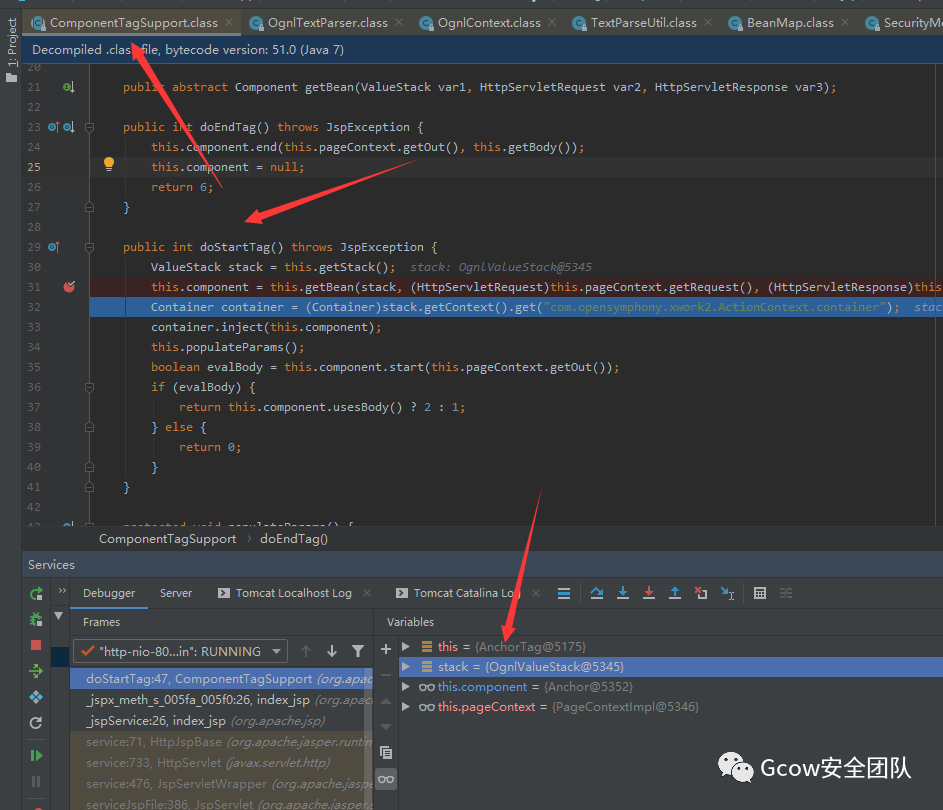 ComponentTagSupport.class × OgnlTextParser.class × OgnlContext.class × TextParseUtil.class × BeanMap.class × SecurityMe
1: Project
Decompiled .class file, bytecode version: 51.0 (Java 7)
20
21 public abstract Component getBean(ValueStack var1, HttpServletRequest var2, HttpServletResponse var3);
22
23 public int doEndTag() throws JspException {
24 this.component.end(this.pageContext.getOut(), this.getBody());
25 this.component = null;
26 return 6;
27 }
28
29 public int doStartTag() throws JspException {
30 ValueStack stack = this.getStack(); stack: OgnlValueStack@5345
31 this.component = this.getBean(stack, (HttpServletRequest)this.pageContext.getRequest(), (HttpServletResponse)this
32 Container container = (Container)stack.getContext().get("com.opensymphony.xwork2.ActionContext.container"); stac
33 container.inject(this.component);
34 this.populateParams();
35 boolean evalBody = this.component.start(this.pageContext.getOut());
36 if (evalBody) {
37 return this.component.usesBody() ? 2 : 1;
38 } else {
39 return 0;
40 }
41 }
42
43 protected void populateParams() {
ComponentTagSupport › doEndTag()
Services
Debugger Server Tomcat Localhost Log × Tomcat Catalina Log ×
Frames
Variables
"http-nio-80...in": RUNNING
this = {AnchorTag@5175}
stack = {OgnlValueStack@5345}
this.component = {Anchor@5352}
this.pageContext = {PageContextImpl@5346}
doStartTag:47, ComponentTagSupport (org.apac
_jspx_meth_s_005fa_005f0:26, index_jsp (org.apac
_jspService:26, index_jsp (org.apache.jsp)
service:71, HttpJspBase (org.apache.jasper.runtim
service:733, HttpServlet (javax.servlet.http)
service:476, JspServletWrapper (org.apache.jaspe
serviceJspFile:386, JspServlet (org.apache.jasper.
Gcow安全团队